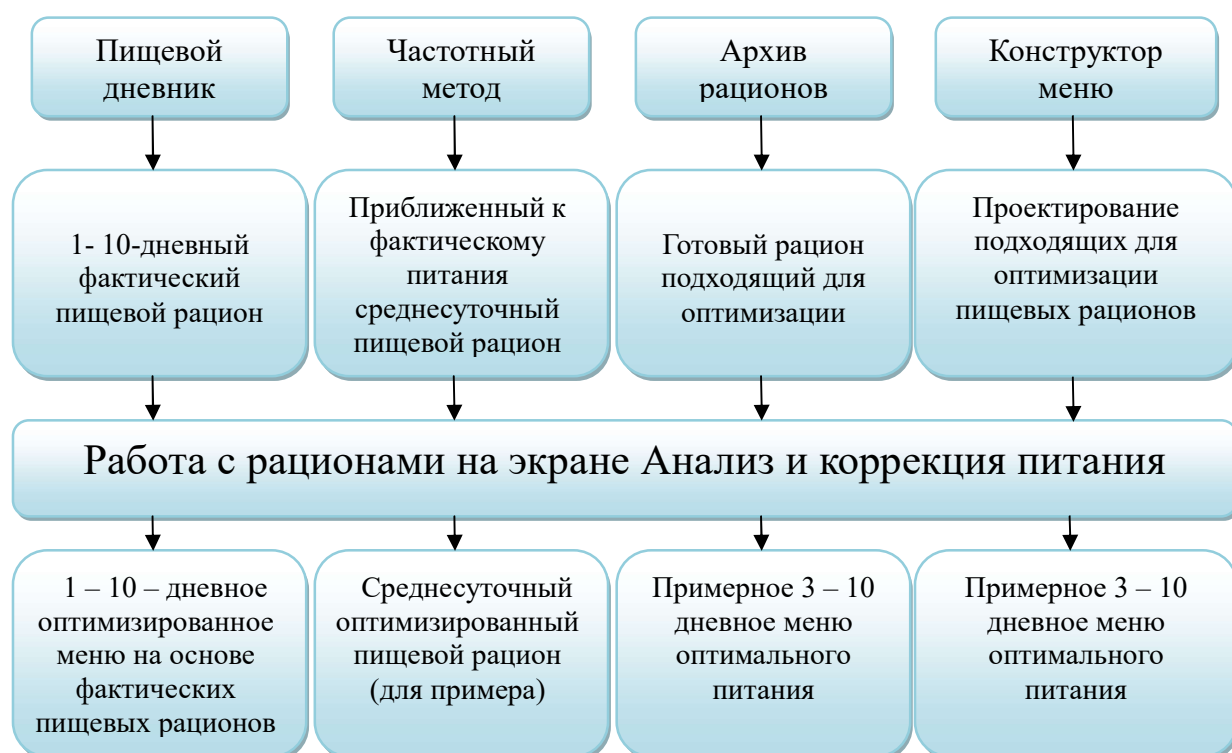 Пищевой
дневник
Частотный
метод
Архив
рационов
Конструктор
меню
1- 10-дневный
фактический
пищевой рацион
Приближенный к
фактическому
питания
среднесуточный
пищевой рацион
Готовый рацион
подходящий для
оптимизации
Проектирование
подходящих для
оптимизации
пищевых рационов
Работа с рационами на экране Анализ и коррекция питания
1 – 10 – дневное
оптимизированное
меню на основе
фактических
пищевых рационов
Среднесуточный
оптимизированный
пищевой рацион
(для примера)
Примерное 3 – 10
дневное меню
оптимального
питания
Примерное 3 – 10
дневное меню
оптимального
питания